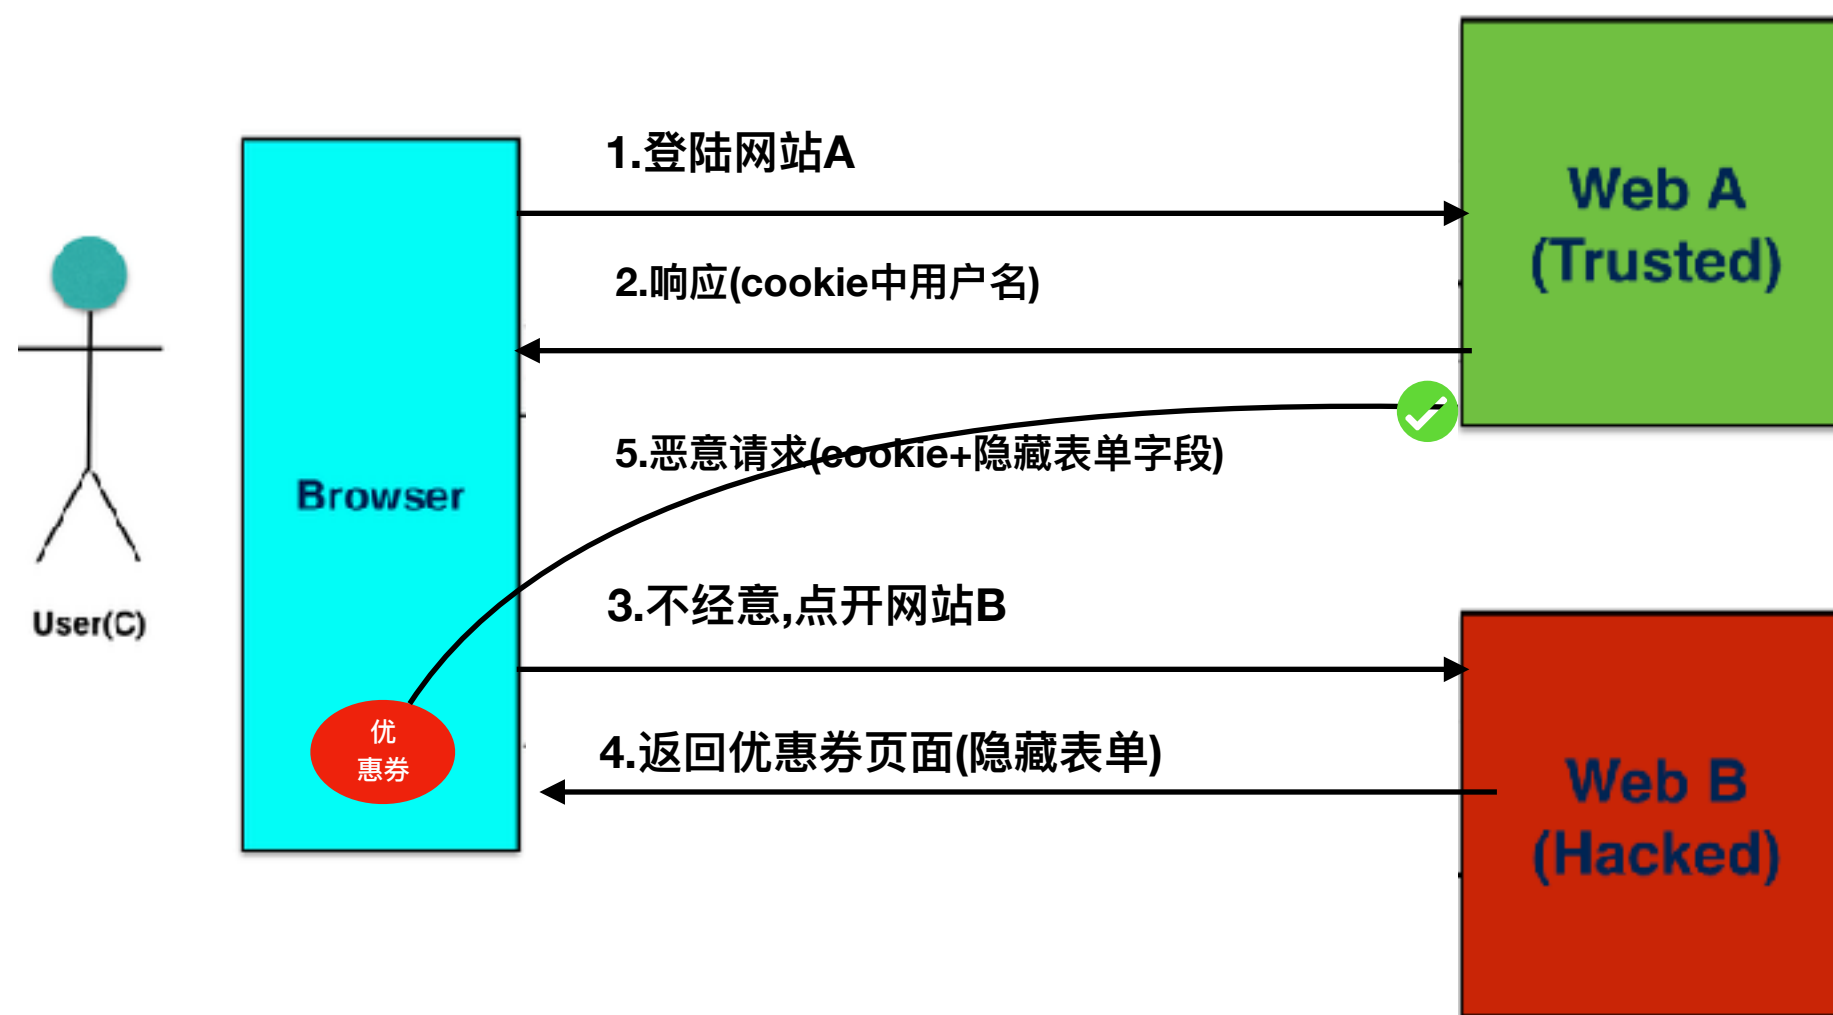 1.登陆网站A
Web A
(Trusted)
2.响应(cookie中用户名)
5.恶意请求(cookie+隐藏表单字段)
Browser
User(C)
3.不经意,点开网站B
优
惠券
4.返回优惠券页面(隐藏表单)
Web B
(Hacked)